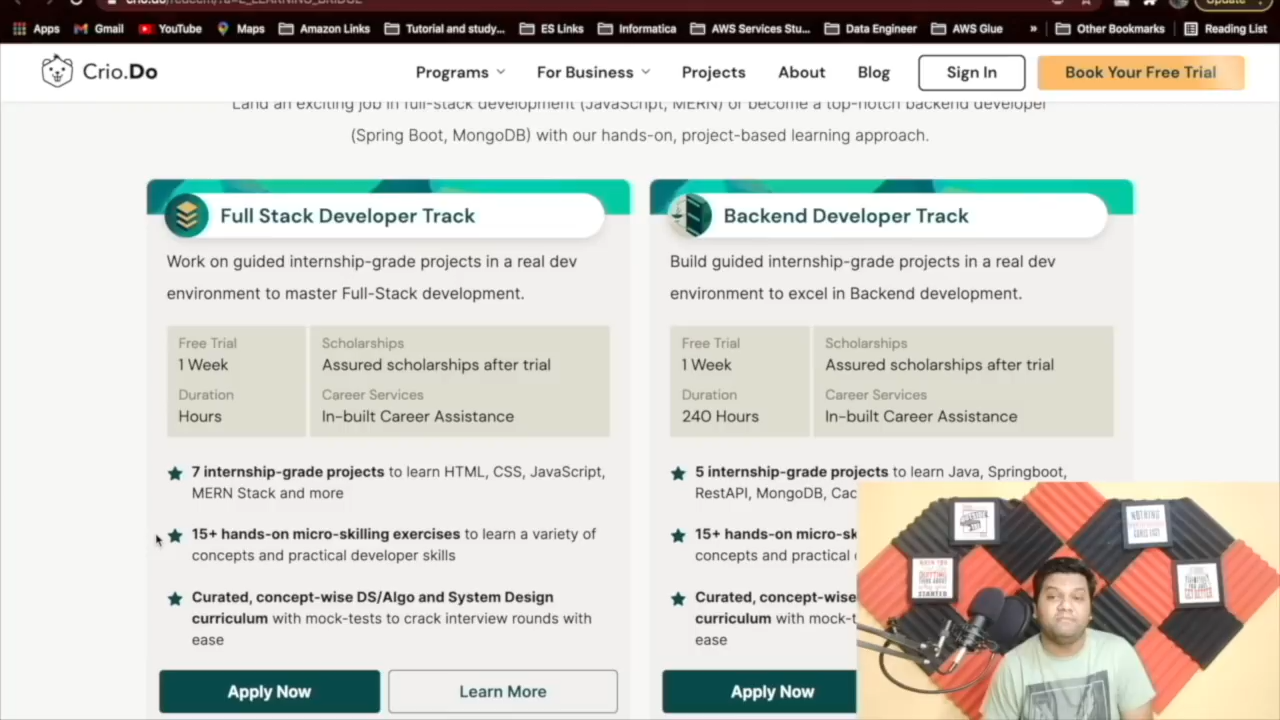 Update
Apps
Gmail
YouTube
Maps
Amazon Links
Tutorial and study...
ES Links
Informatica
AWS Services Stu...
Data Engineer
AWS Glue
»
Other Bookmarks
Reading List
Crio.Do
Programs
For Business
Projects
About
Blog
Sign In
Book Your Free Trial
Land an exciting job in full-stack development (JavaScript, MERN) or become a top-notch backend developer
(Spring Boot, MongoDB) with our hands-on, project-based learning approach.
Full Stack Developer Track
Work on guided internship-grade projects in a real dev
environment to master Full-Stack development.
Free Trial
1 Week
Scholarships
Assured scholarships after trial
Duration
Hours
Career Services
In-built Career Assistance
7 internship-grade projects to learn HTML, CSS, JavaScript,
MERN Stack and more
15+ hands-on micro-skilling exercises to learn a variety of
concepts and practical developer skills
Curated, concept-wise DS/Algo and System Design
curriculum with mock-tests to crack interview rounds with
ease
Apply Now
Learn More
Backend Developer Track
Build guided internship-grade projects in a real dev
environment to excel in Backend development.
Free Trial
1 Week
Scholarships
Assured scholarships after trial
Duration
240 Hours
Career Services
In-built Career Assistance
5 internship-grade projects to learn Java, Springboot,
RestAPI, MongoDB, Cac
15+ hands-on micro-sk
concepts and practical
Curated, concept-wise
curriculum with mock-t
ease
Apply Now
NOTHING